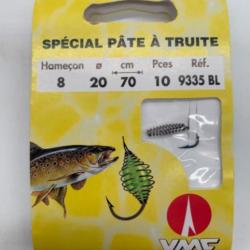 SPÉCIAL PÂTE À TRUITE
Hameçon ø cm Pces Réf.
8 20 70 10 9335 BL
VMC